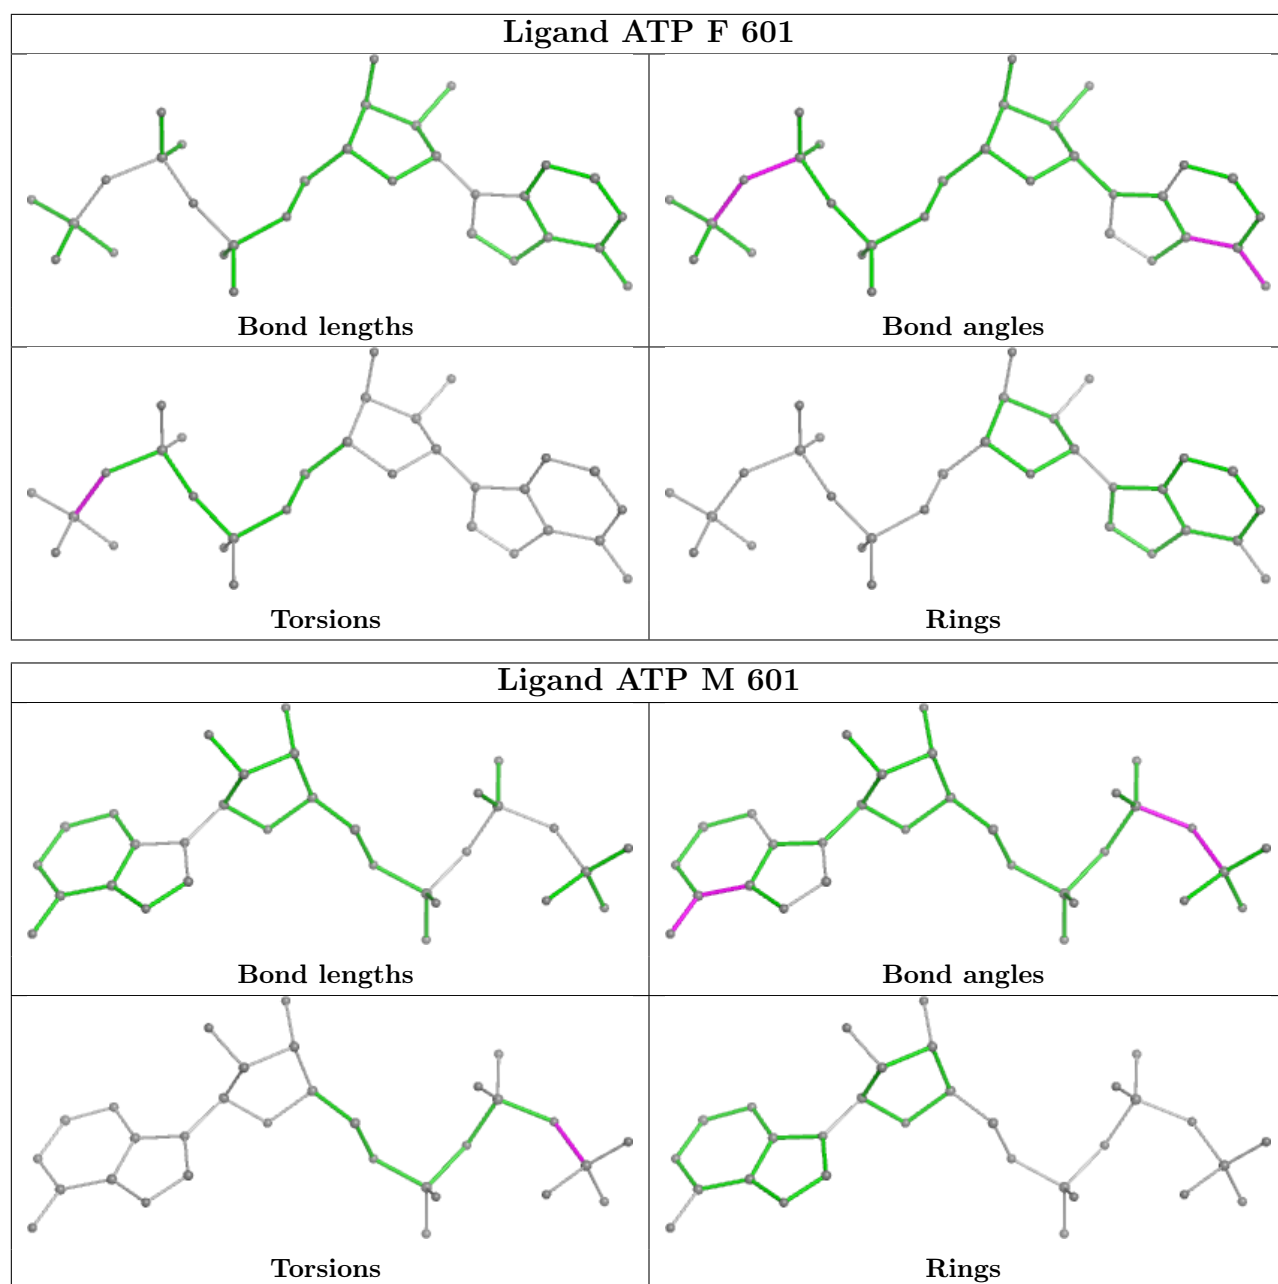 Ligand ATP F 601
Bond lengths
Bond angles
Torsions
Rings
Ligand ATP M 601
Bond lengths
Bond angles
Torsions
Rings